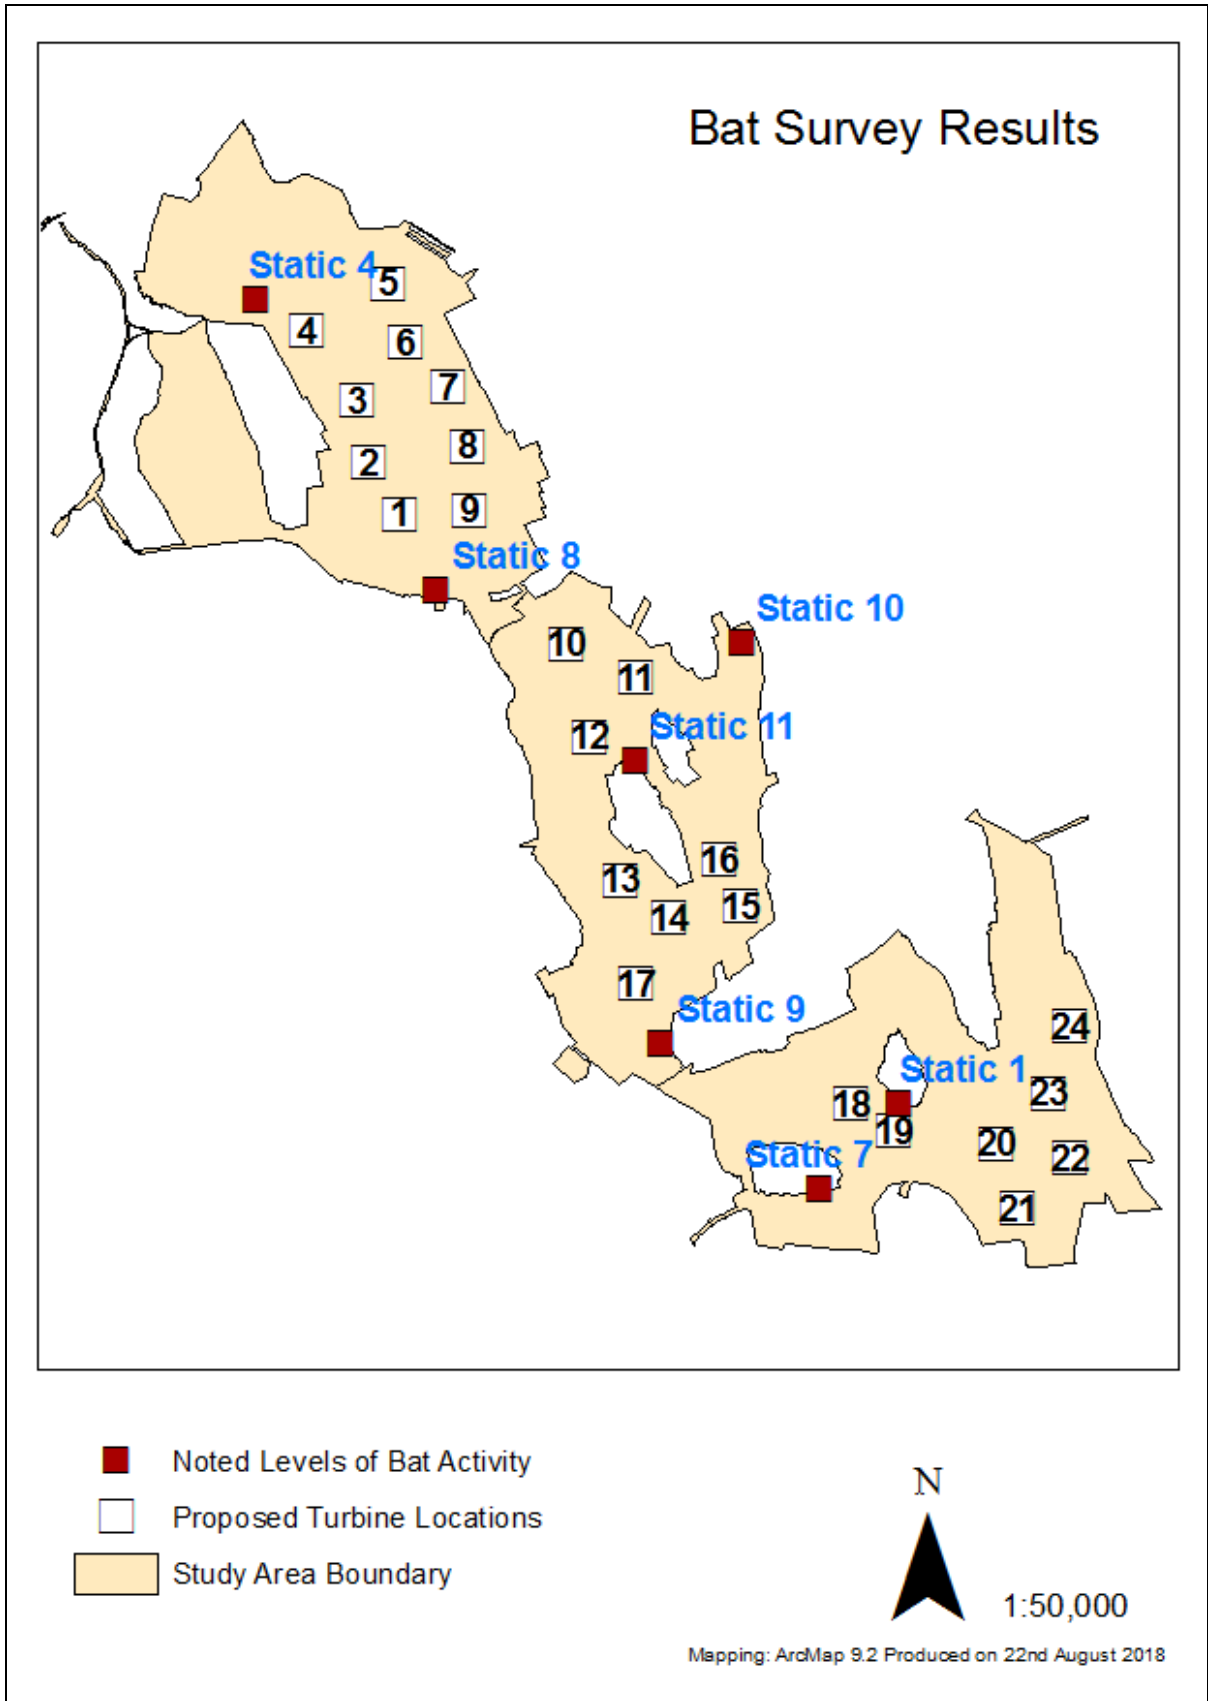 Bat Survey Results
Static 4
5
4
6
7
3
8
2
1
9
Static 8
Static 10
10
11
Static 11
12
16
13
15
14
17
Static 9
24
Static 1
23
18
19
20
Static 7
22
21
Noted Levels of Bat Activity
Proposed Turbine Locations
Study Area Boundary
N
1:50,000
Mapping: ArcMap 9.2 Produced on 22nd August 2018